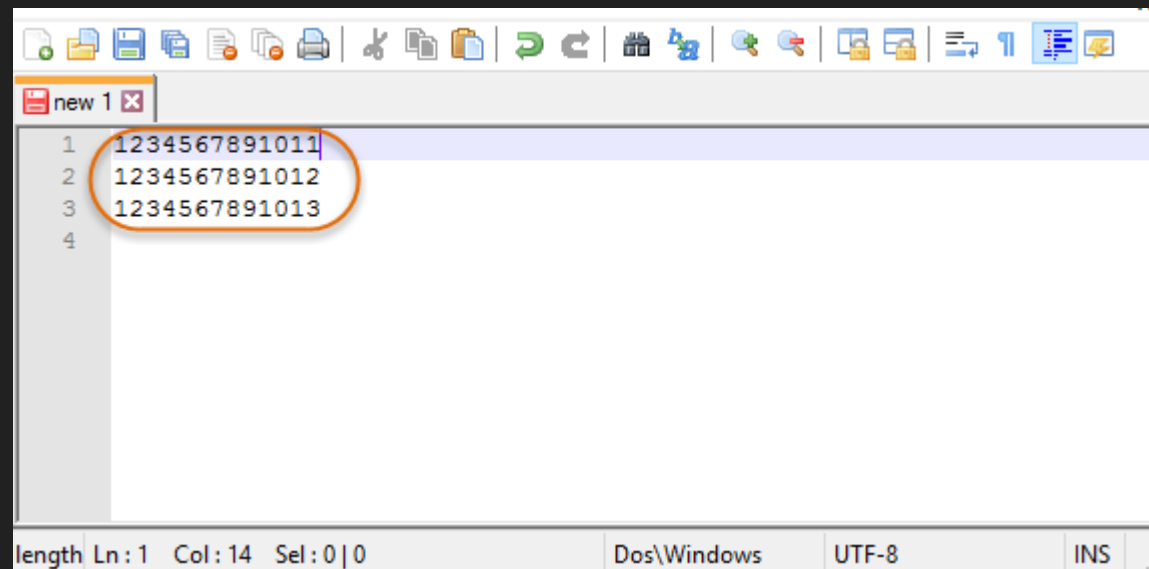 new 1
1 1234567891011
2 1234567891012
3 1234567891013
4
length Ln : 1 Col : 14 Sel : 0 | 0 Dos\Windows UTF-8 INS